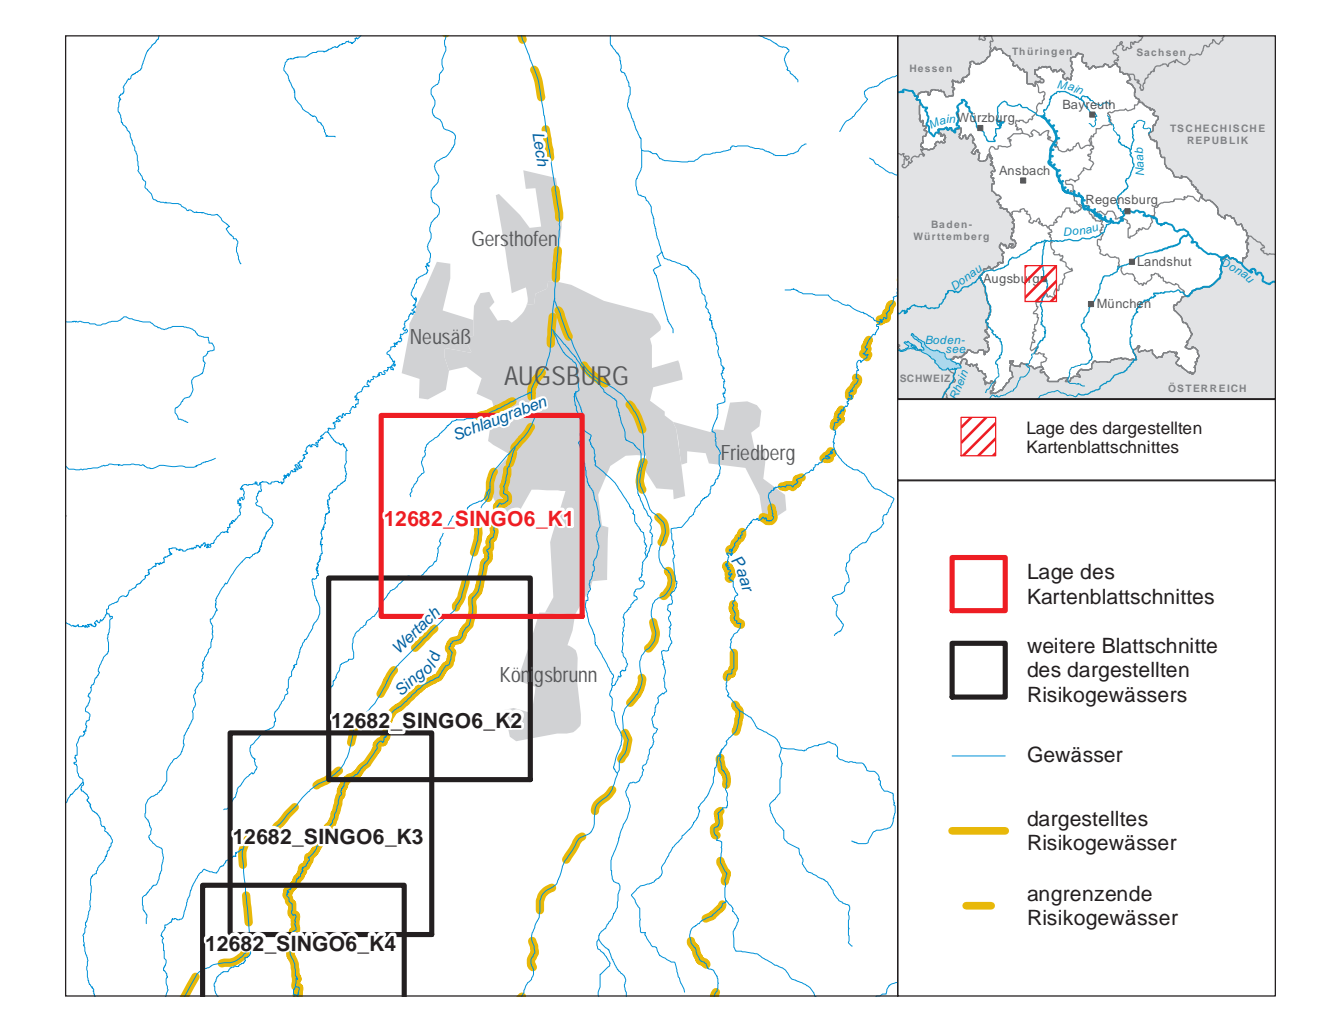 Lech
Gersthofen
Neusäß
AUGSBURG
Schlaugraben
Friedberg
12682_SINGO6_K1
Paar
Wertach
Singold
Königsbrunn
12682_SINGO6_K2
12682_SINGO6_K3
12682_SINGO6_K4
Thüringen
Sachsen
Hessen
Main
Bayreuth
Main
Würzburg
TSCHECHISCHE
REPUBLIK
Naab
Ansbach
Regensburg
Baden-
Württemberg
Donau
Landshut
Donau
Donau
Augsburg
München
Boden-
see
SCHWEIZ
Rhein
ÖSTERREICH
Lage des dargestellten
Kartenblattschnittes
Lage des
Kartenblattschnittes
weitere Blattschnitte
des dargestellten
Risikogewässers
Gewässer
dargestelltes
Risikogewässer
angrenzende
Risikogewässer